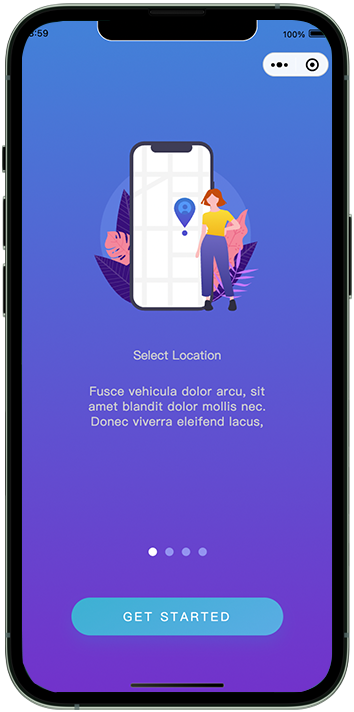 :59
100%
Select Location
Fusce vehicula dolor arcu, sit
amet blandit dolor mollis nec.
Donec viverra eleifend lacus,
GET STARTED